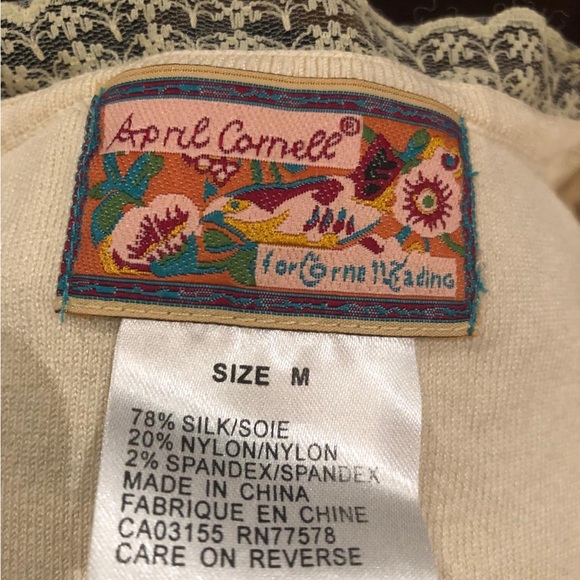 April Cornell®
for Cornell Trading
SIZE M
78% SILK/SOIE
20% NYLON/NYLON
2% SPANDEX/SPANDEX
MADE IN CHINA
FABRIQUE EN CHINE
CA03155 RN77578
CARE ON REVERSE